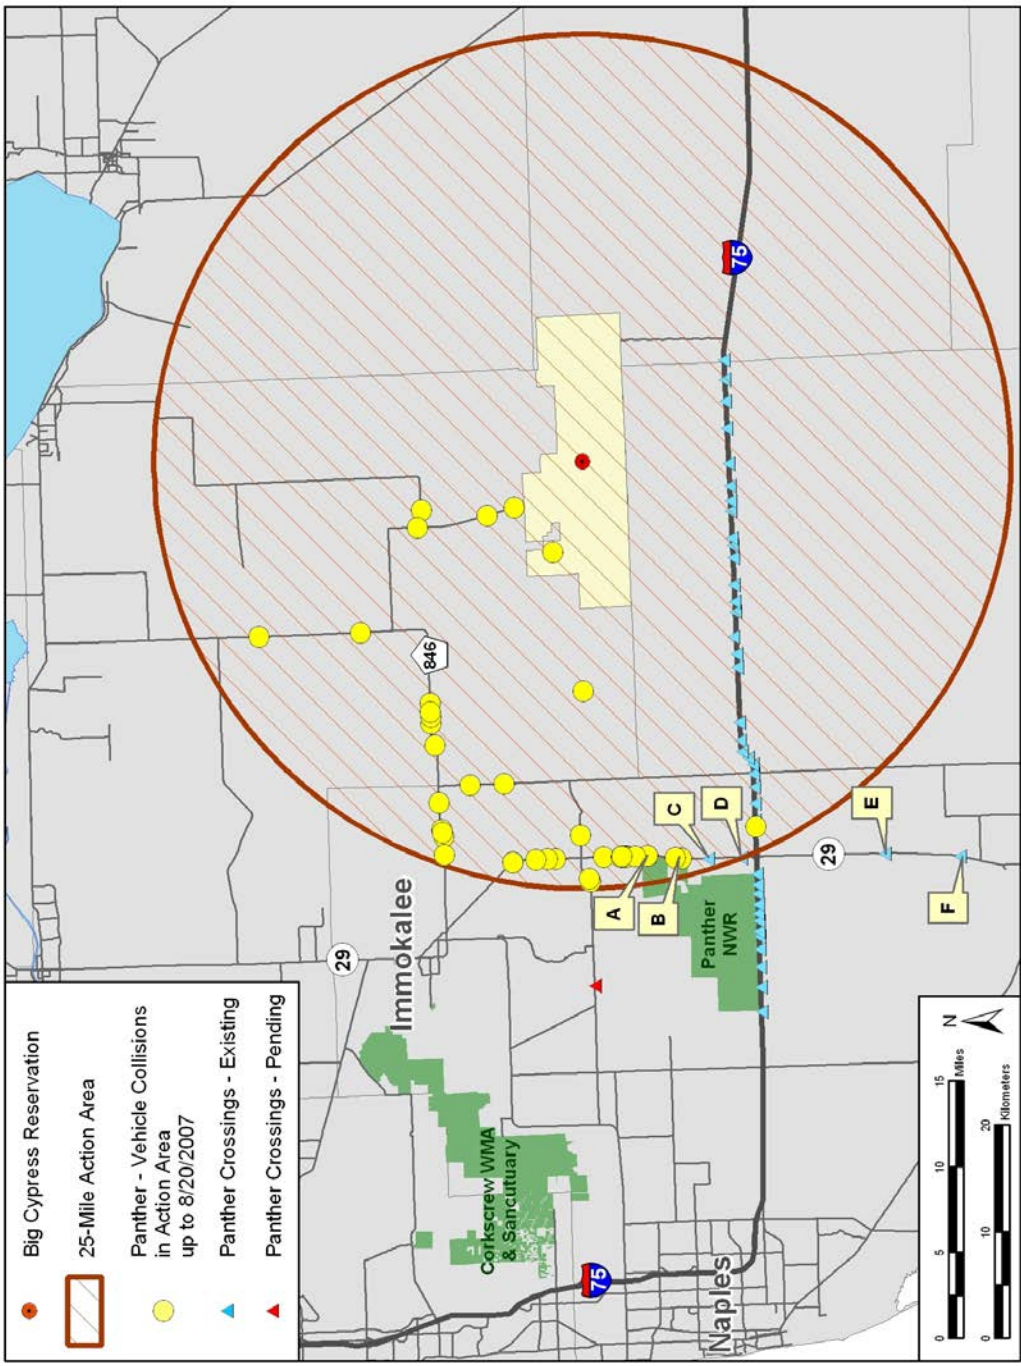 Big Cypress Reservation
25-Mile Action Area
Panther - Vehicle Collisions
in Action Area
up to 8/20/2007
Panther Crossings - Existing
Panther Crossings - Pending
Immokalee
29
846
75
Corkscrew WMA
& Sancutuary
75
Naples
Panther
NWR
A
B
C
D
29
E
F
N
0
5
10
15
Miles
0
10
20
Kilometers